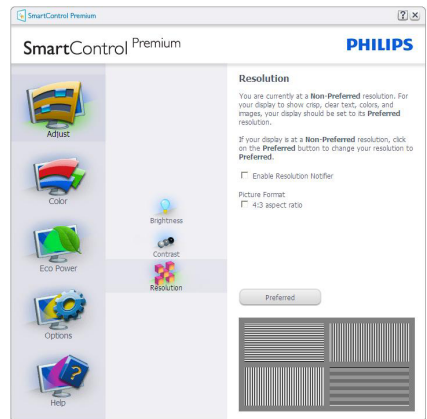 SmartControl Premium
SmartControl Premium
PHILIPS
Adjust
Color
Eco Power
Options
Help
Brightness
Contrast
Resolution
Resolution
You are currently at a Non-Preferred resolution. For
your display to show crisp, clear text, colors, and
images, your display should be set to its Preferred
resolution.
If your display is at a Non-Preferred resolution, click
on the Preferred button to change your resolution to
Preferred.
Enable Resolution Notifier
Picture Format
4:3 aspect ratio
Preferred